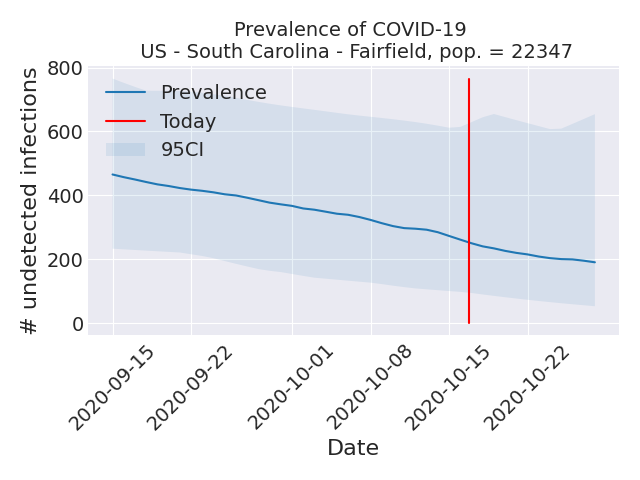 Prevalence of COVID-19
US - South Carolina - Fairfield, pop. = 22347
# undetected infections
800
600
400
200
0
Prevalence
Today
95CI
2020-09-15
2020-09-22
2020-10-01
2020-10-08
2020-10-15
2020-10-22
Date